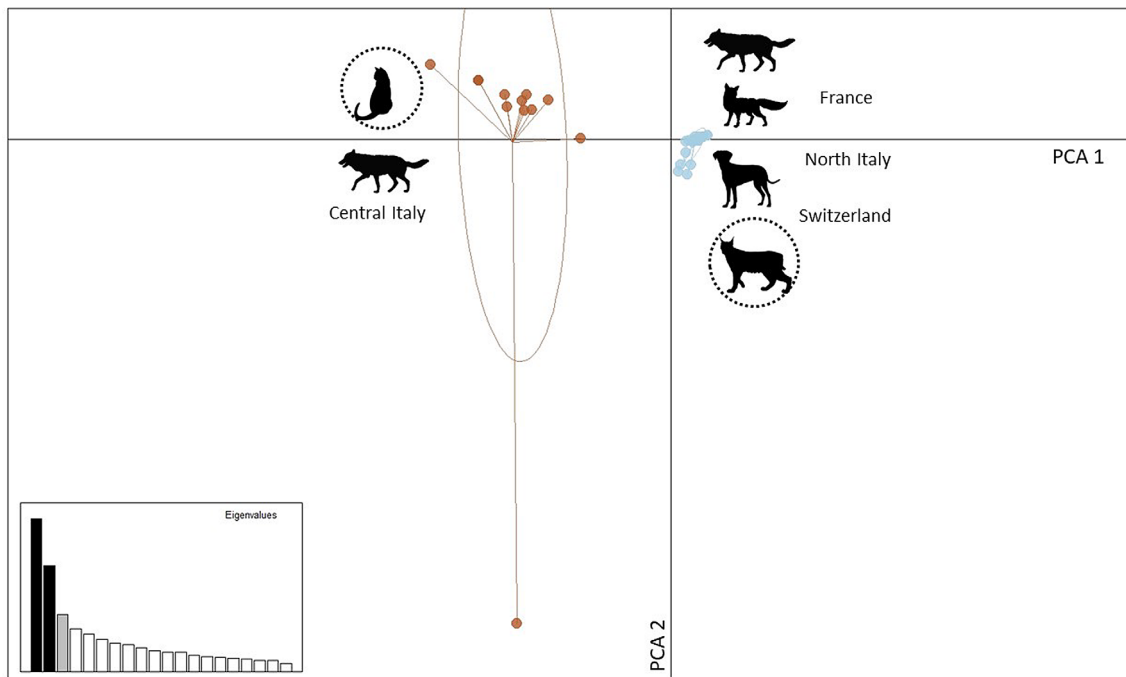 France
North Italy
PCA 1
Central Italy
Switzerland
Eigenvalues
PCA 2